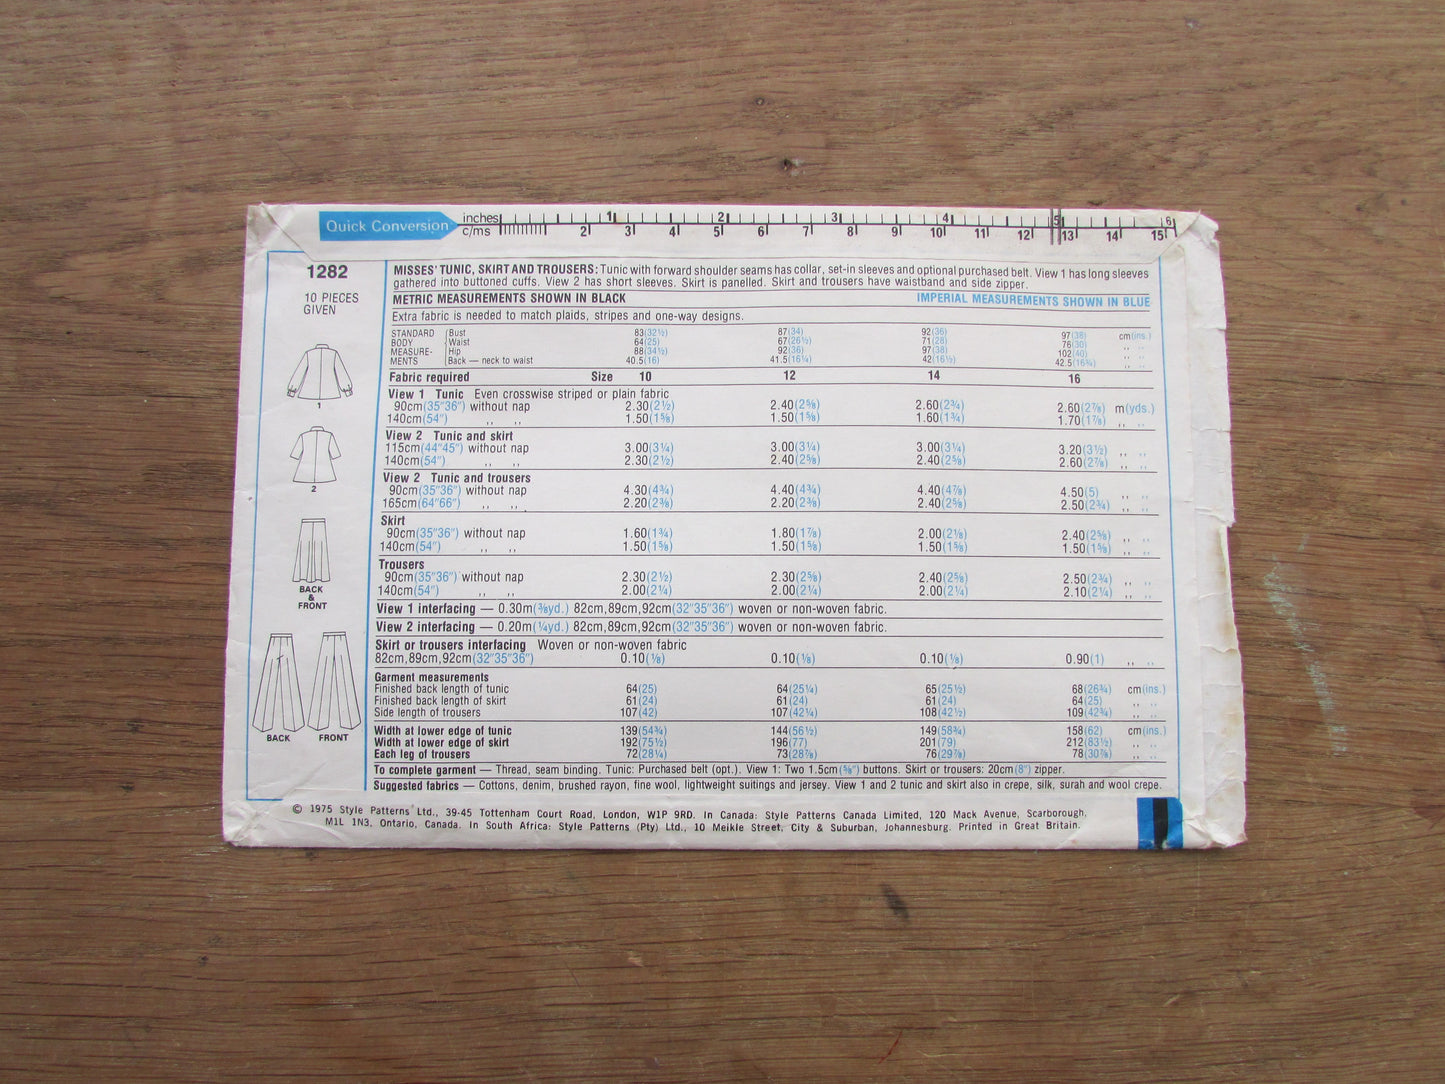 Quick Conversion
inches 1 2 3 4 5 6
c/ms 2 3 4 5 6 7 8 9 10 11 12 13 14 15
1282
10 PIECES
GIVEN
1
2
BACK
&
FRONT
BACK FRONT
MISSES' TUNIC, SKIRT AND TROUSERS: Tunic with forward shoulder seams has collar, set-in sleeves and optional purchased belt. View 1 has long sleeves
gathered into buttoned cuffs. View 2 has short sleeves. Skirt is panelled. Skirt and trousers have waistband and side zipper.
METRIC MEASUREMENTS SHOWN IN BLACK IMPERIAL MEASUREMENTS SHOWN IN BLUE
Extra fabric is needed to match plaids, stripes and one-way designs.
STANDARD Bust 83(32½) 87(34) 92(36) 97(38) cm(ins.)
BODY Waist 64(25) 67(26½) 71(28) 76(30) ,, ,,
MEASURE- Hip 88(34½) 92(36) 97(38) 102(40) ,, ,,
MENTS Back — neck to waist 40.5(16) 41.5(16¼) 42(16½) 42.5(16¾) ,, ,,
Fabric required Size 10 12 14 16
View 1 Tunic Even crosswise striped or plain fabric
90cm(35"36") without nap 2.30(2½) 2.40(2⅝) 2.60(2¾) 2.60(2⅞) m(yds.)
140cm(54") ,, ,, 1.50(1⅝) 1.50(1⅝) 1.60(1¾) 1.70(1⅞) ,, ,,
View 2 Tunic and skirt
115cm(44"45") without nap 3.00(3¼) 3.00(3¼) 3.00(3¼) 3.20(3½) ,, ,,
140cm(54") ,, ,, 2.30(2½) 2.40(2⅝) 2.40(2⅝) 2.60(2⅞) ,, ,,
View 2 Tunic and trousers
90cm(35"36") without nap 4.30(4¾) 4.40(4¾) 4.40(4⅞) 4.50(5) ,, ,,
165cm(64"66") ,, ,, 2.20(2⅜) 2.20(2⅜) 2.40(2⅝) 2.50(2¾) ,, ,,
Skirt
90cm(35"36") without nap 1.60(1¾) 1.80(1⅞) 2.00(2⅛) 2.40(2⅝) ,, ,,
140cm(54") ,, ,, 1.50(1⅝) 1.50(1⅝) 1.50(1⅝) 1.50(1⅝) ,, ,,
Trousers
90cm(35"36") without nap 2.30(2½) 2.30(2⅝) 2.40(2⅝) 2.50(2¾) ,, ,,
140cm(54") ,, ,, 2.00(2¼) 2.00(2¼) 2.00(2¼) 2.10(2¼) ,, ,,
View 1 interfacing — 0.30m(⅜yd.) 82cm,89cm,92cm(32"35"36") woven or non-woven fabric.
View 2 interfacing — 0.20m(¼yd.) 82cm,89cm,92cm(32"35"36") woven or non-woven fabric.
Skirt or trousers interfacing Woven or non-woven fabric
82cm,89cm,92cm(32"35"36") 0.10(⅛) 0.10(⅛) 0.10(⅛) 0.90(1) ,, ,,
Garment measurements
Finished back length of tunic 64(25) 64(25¼) 65(25½) 68(26¾) cm(ins.)
Finished back length of skirt 61(24) 61(24) 61(24) 64(25) ,, ,,
Side length of trousers 107(42) 107(42¼) 108(42½) 109(42¾) ,, ,,
Width at lower edge of tunic 139(54¾) 144(56½) 149(58¾) 158(62) cm(ins.)
Width at lower edge of skirt 192(75½) 196(77) 201(79) 212(83½) ,, ,,
Each leg of trousers 72(28¼) 73(28⅞) 76(29⅞) 78(30⅞) ,, ,,
To complete garment — Thread, seam binding. Tunic: Purchased belt (opt.). View 1: Two 1.5cm(⅝") buttons. Skirt or trousers: 20cm(8") zipper.
Suggested fabrics — Cottons, denim, brushed rayon, fine wool, lightweight suitings and jersey. View 1 and 2 tunic and skirt also in crepe, silk, surah and wool crepe.
© 1975 Style Patterns Ltd., 39-45 Tottenham Court Road, London, W1P 9RD. In Canada: Style Patterns Canada Limited, 120 Mack Avenue, Scarborough,
M1L 1N3, Ontario, Canada. In South Africa: Style Patterns (Pty) Ltd., 10 Meikle Street, City & Suburban, Johannesburg. Printed in Great Britain.